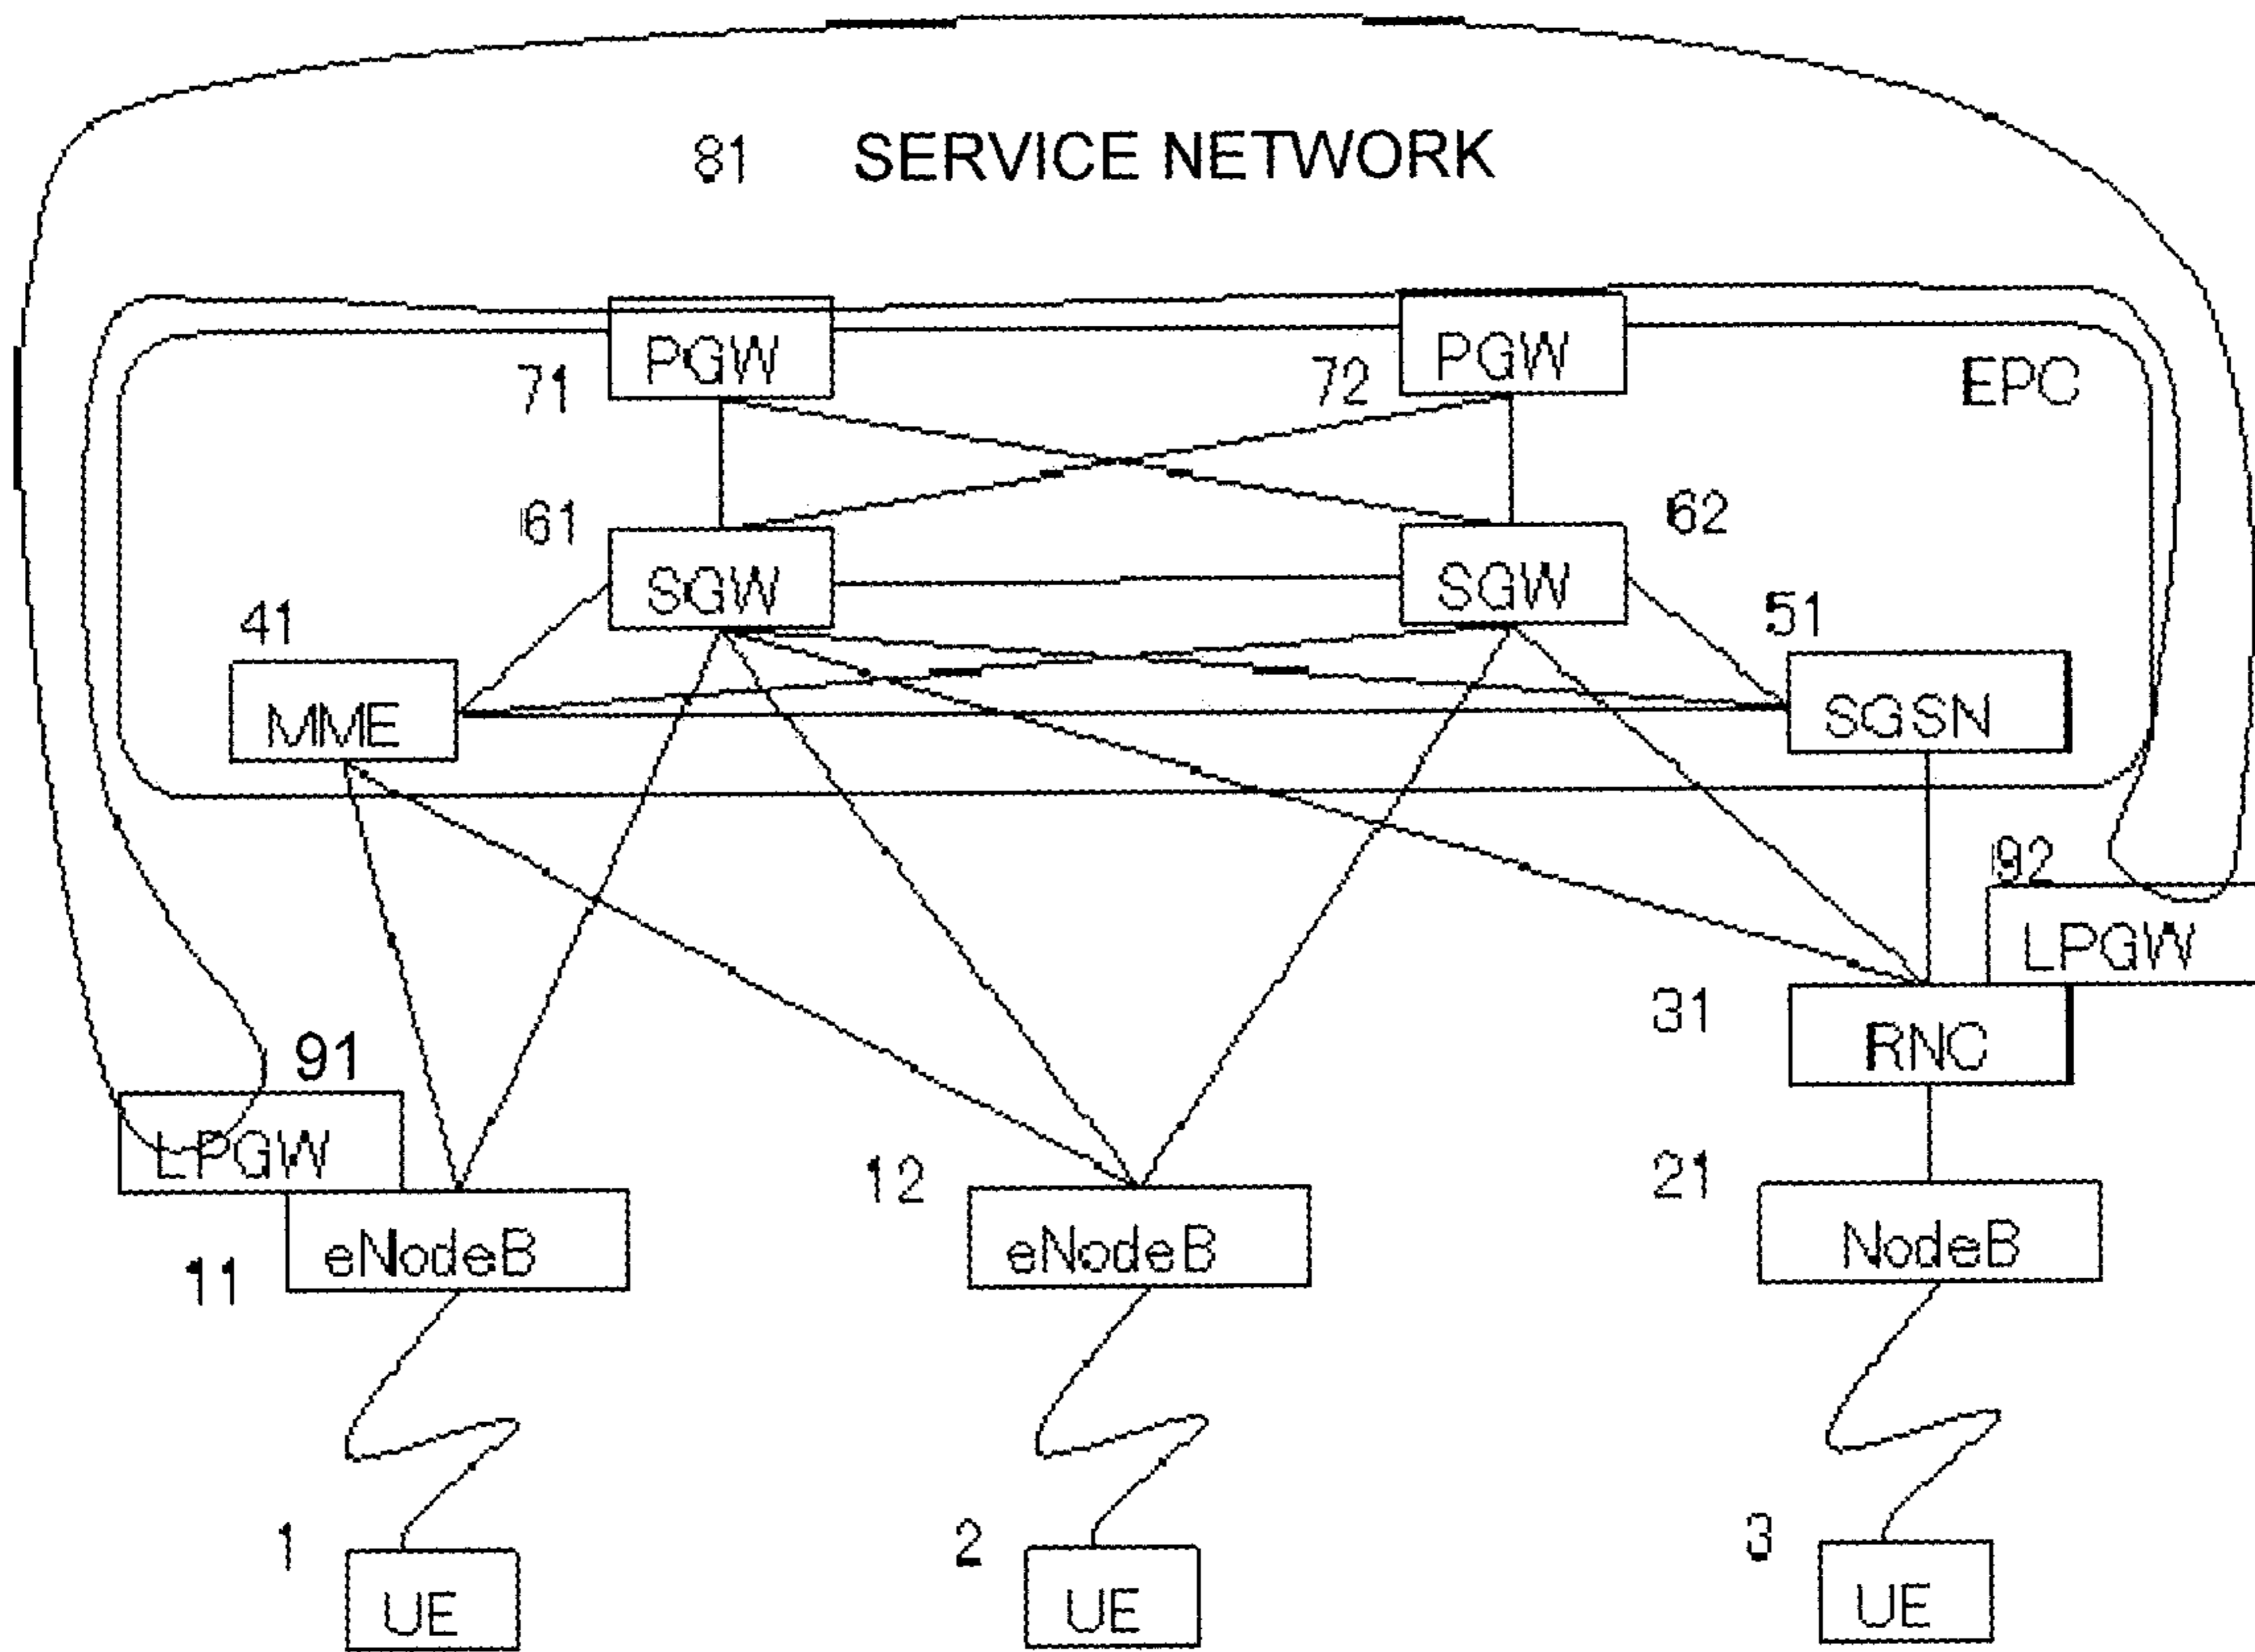 81 SERVICE NETWORK
PGW
PGW
71
72
EPC
61
62
SGW
SGW
41
51
MME
SGSN
92
LPGW
31
RNC
91
LPGW
12
21
eNodeB
eNodeB
NodeB
11
1
2
3
UE
UE
UE